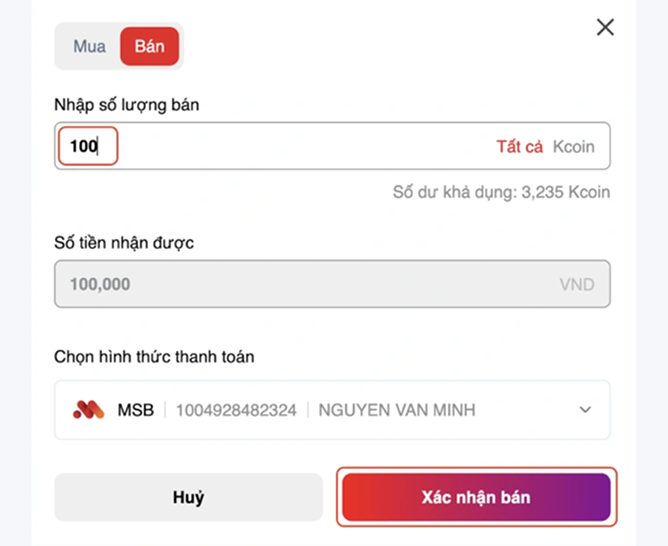 Mua Bán
Nhập số lượng bán
100 Tất cả Kcoin
Số dư khả dụng: 3,235 Kcoin
Số tiền nhận được
100,000 VND
Chọn hình thức thanh toán
MSB 1004928482324 NGUYEN VAN MINH
Huỷ Xác nhận bán